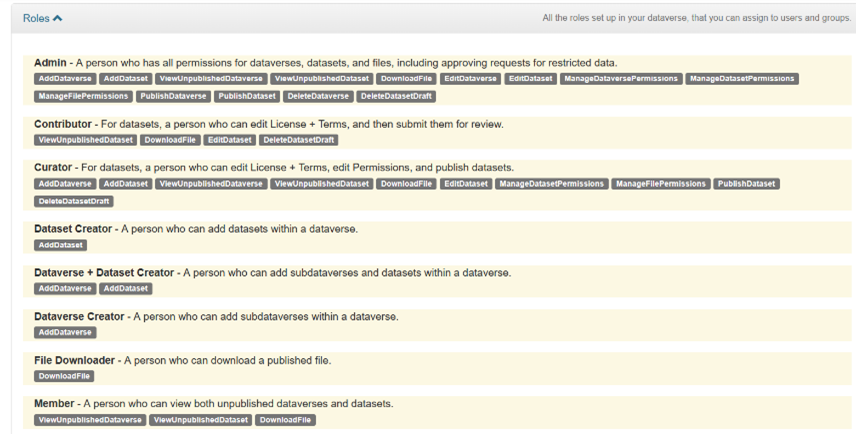 Roles
All the roles set up in your dataverse, that you can assign to users and groups.
Admin - A person who has all permissions for dataverses, datasets, and files, including approving requests for restricted data.
AddDataverse AddDataset ViewUnpublishedDataverse ViewUnpublishedDataset DownloadFile EditDataverse EditDataset ManageDataversePermissions ManageDatasetPermissions
ManageFilePermissions PublishDataverse PublishDataset DeleteDataverse DeleteDatasetDraft
Contributor - For datasets, a person who can edit License + Terms, and then submit them for review.
ViewUnpublishedDataset DownloadFile EditDataset DeleteDatasetDraft
Curator - For datasets, a person who can edit License + Terms, edit Permissions, and publish datasets.
AddDataverse AddDataset ViewUnpublishedDataverse ViewUnpublishedDataset DownloadFile EditDataset ManageDatasetPermissions ManageFilePermissions PublishDataset
DeleteDatasetDraft
Dataset Creator - A person who can add datasets within a dataverse.
AddDataset
Dataverse + Dataset Creator - A person who can add subdataverses and datasets within a dataverse.
AddDataverse AddDataset
Dataverse Creator - A person who can add subdataverses within a dataverse.
AddDataverse
File Downloader - A person who can download a published file.
DownloadFile
Member - A person who can view both unpublished dataverses and datasets.
ViewUnpublishedDataverse ViewUnpublishedDataset DownloadFile